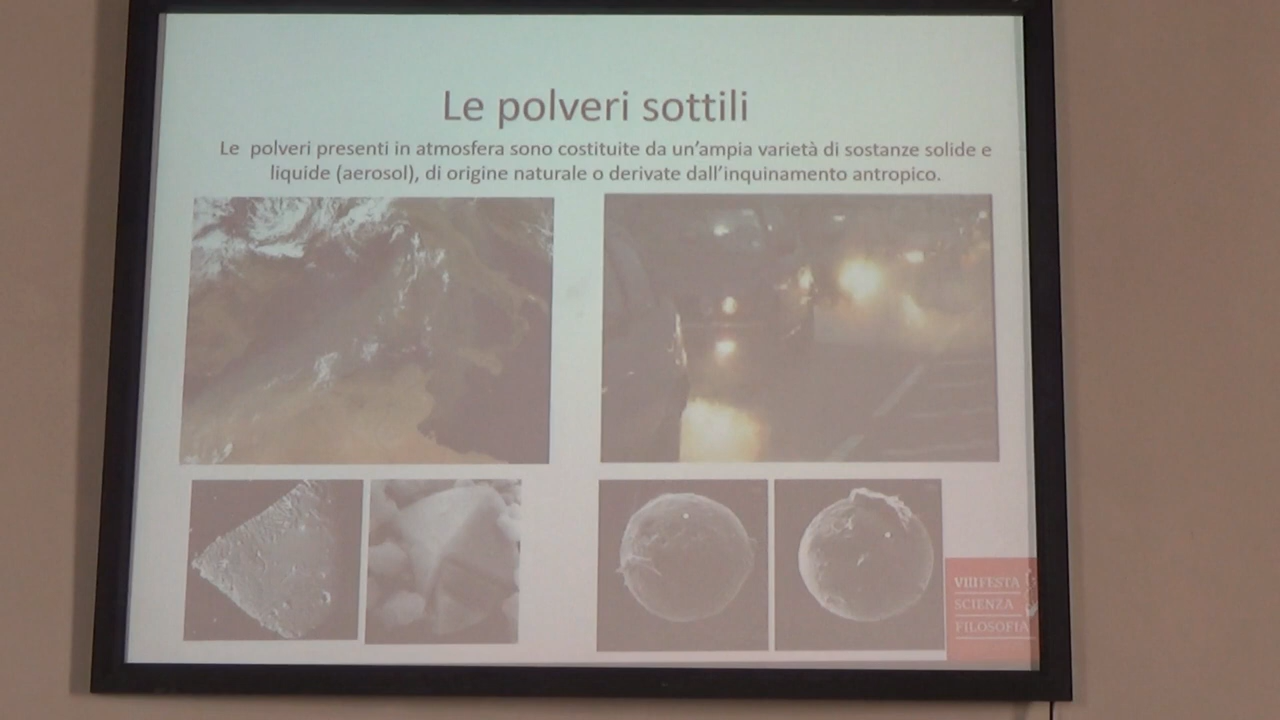 Le polveri sottili
Le polveri presenti in atmosfera sono costituite da un'ampia varietà di sostanze solide e
liquide (aerosol), di origine naturale o derivate dall'inquinamento antropico.
VIII FESTA
SCIENZA
FILOSOFIA